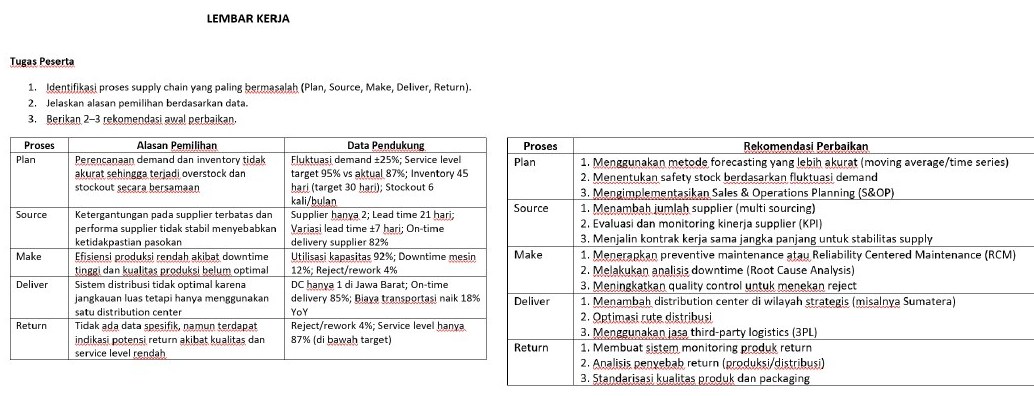 LEMBAR KERJA
Tugas Peserta
1. Identifikasi proses supply chain yang paling bermasalah (Plan, Source, Make, Deliver, Return).
2. Jelaskan alasan pemilihan berdasarkan data.
3. Berikan 2–3 rekomendasi awal perbaikan.
Proses Alasan Pemilihan Data Pendukung
Plan Perencanaan demand dan inventory tidak Fluktuasi demand ±25%; Service level
akurat sehingga terjadi overstock dan target 95% vs aktual 87%; Inventory 45
stockout secara bersamaan hari (target 30 hari); Stockout 6
kali/bulan
Source Ketergantungan pada supplier terbatas dan Supplier hanya 2; Lead time 21 hari;
performa supplier tidak stabil menyebabkan Variasi lead time ±7 hari; On-time
ketidakpastian pasokan delivery supplier 82%
Make Efisiensi produksi rendah akibat downtime Utilisasi kapasitas 92%; Downtime mesin
tinggi dan kualitas produksi belum optimal 12%; Reject/rework 4%
Deliver Sistem distribusi tidak optimal karena DC hanya 1 di Jawa Barat; On-time
jangkauan luas tetapi hanya menggunakan delivery 85%; Biaya transportasi naik 18%
satu distribution center YoY
Return Tidak ada data spesifik, namun terdapat Reject/rework 4%; Service level hanya
indikasi potensi return akibat kualitas dan 87% (di bawah target)
service level rendah
Proses Rekomendasi Perbaikan
Plan 1. Menggunakan metode forecasting yang lebih akurat (moving average/time series)
2. Menentukan safety stock berdasarkan fluktuasi demand
3. Mengimplementasikan Sales & Operations Planning (S&OP)
Source 1. Menambah jumlah supplier (multi sourcing)
2. Evaluasi dan monitoring kinerja supplier (KPI)
3. Menjalin kontrak kerja sama jangka panjang untuk stabilitas supply
Make 1. Menerapkan preventive maintenance atau Reliability Centered Maintenance (RCM)
2. Melakukan analisis downtime (Root Cause Analysis)
3. Meningkatkan quality control untuk menekan reject
Deliver 1. Menambah distribution center di wilayah strategis (misalnya Sumatera)
2. Optimasi rute distribusi
3. Menggunakan jasa third-party logistics (3PL)
Return 1. Membuat sistem monitoring produk return
2. Analisis penyebab return (produksi/distribusi)
3. Standarisasi kualitas produk dan packaging